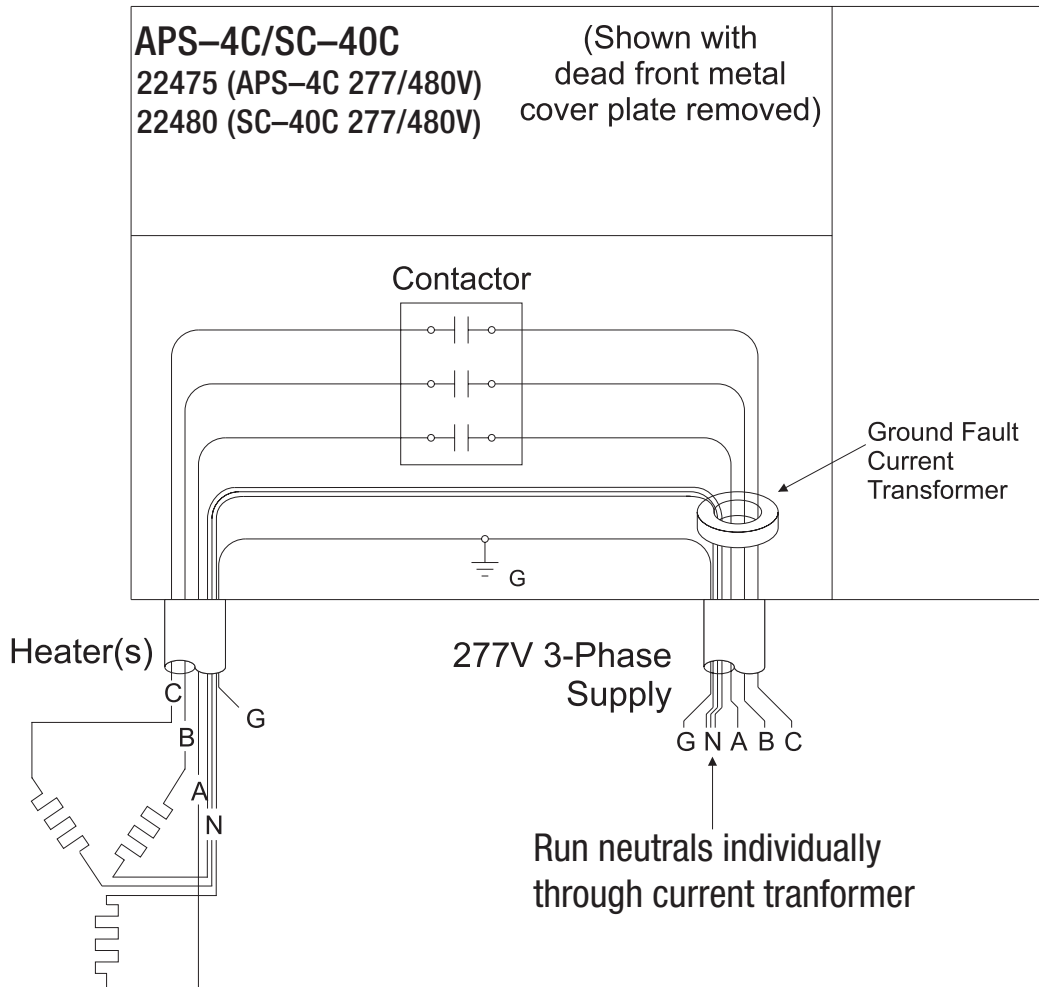 APS–4C/SC–40C
22475 (APS–4C 277/480V)
22480 (SC–40C 277/480V)
(Shown with
dead front metal
cover plate removed)
Contactor
Ground Fault
Current
Transformer
G
Heater(s)
277V 3-Phase
Supply
C
G
B
A
N
G N A B C
Run neutrals individually
through current tranformer